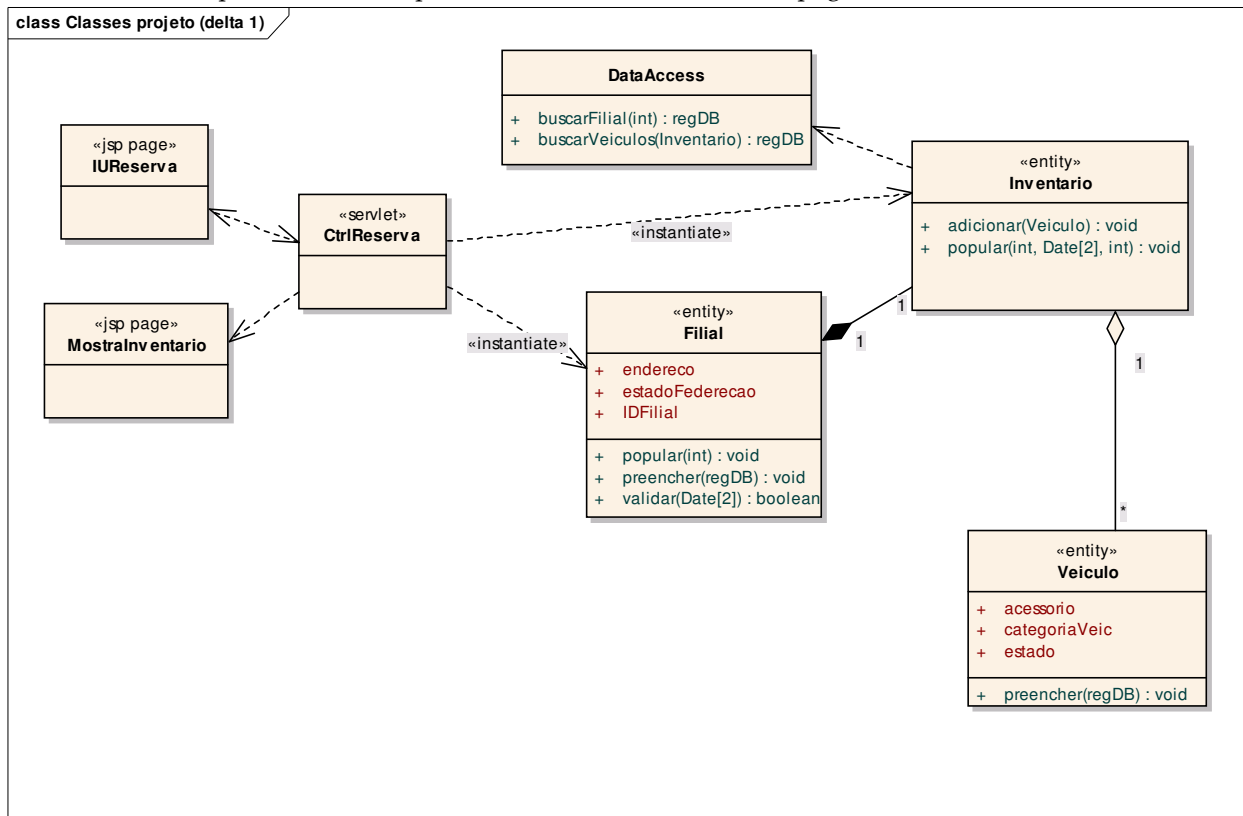 class Classes projeto (delta 1)
DataAccess
+ buscarFilial(int) : regDB
+ buscarVeiculos(Inventario) : regDB
«jsp page»
IUReserva
«servlet»
CtrlReserva
«entity»
Inventario
+ adicionar(Veiculo) : void
+ popular(int, Date[2], int) : void
«instantiate»
«jsp page»
MostraInventario
«instantiate»
«entity»
Filial
+ endereco
+ estadoFederecao
+ IDFilial
+ popular(int) : void
+ preencher(regDB) : void
+ validar(Date[2]) : boolean
1
1
1
*
«entity»
Veiculo
+ acessorio
+ categoriaVeic
+ estado
+ preencher(regDB) : void